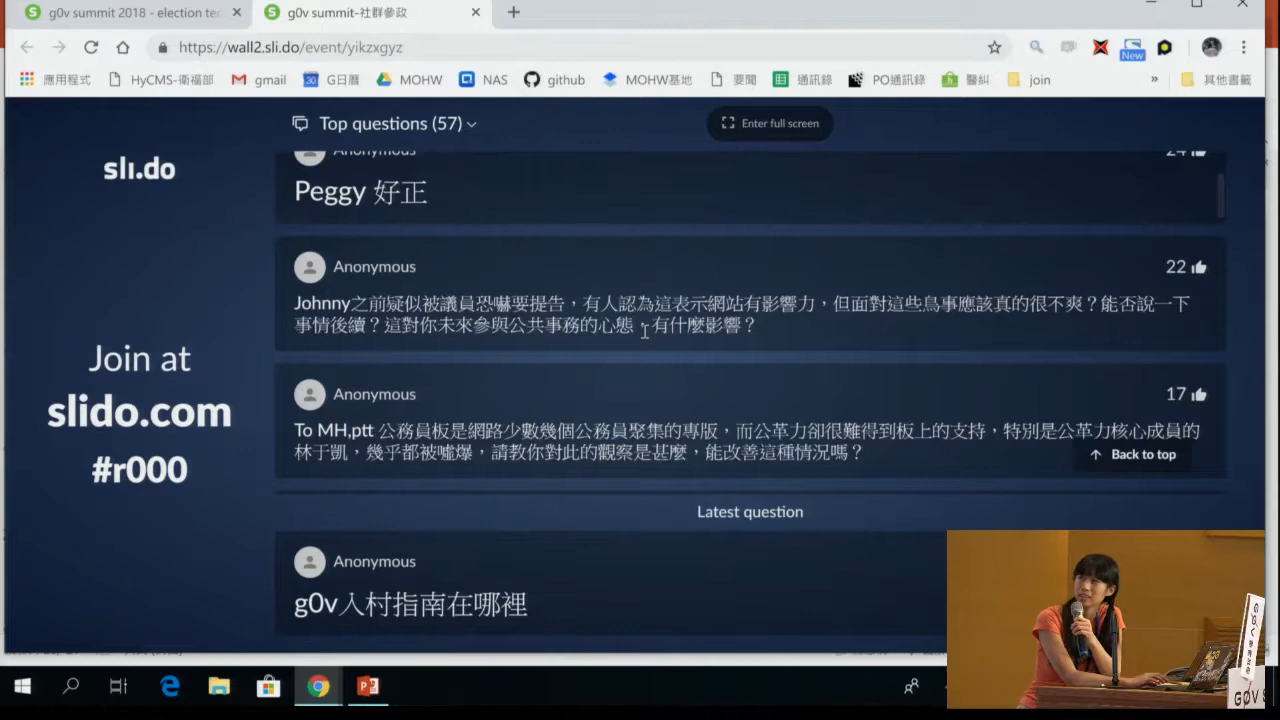 g0v summit 2018 - election te
g0v summit-社群參政
https://wall2.sli.do/event/yikzxgyz
New
應用程式
HyCMS-衛福部
gmail
30
G日曆
MOHW
NAS
github
MOHW基地
要聞
通訊錄
PO通訊錄
醫糾
join
»
其他書籤
Top questions (57)
Enter full screen
sli.do
Anonymous
24
Peggy 好正
Anonymous
22
Johnny之前疑似被議員恐嚇要提告，有人認為這表示網站有影響力，但面對這些鳥事應該真的很不爽？能否說一下
事情後續？這對你未來參與公共事務的心態，有什麼影響？
Join at
slido.com
#r000
Anonymous
17
To MH,ptt 公務員板是網路少數幾個公務員聚集的專版，而公革力卻很難得到板上的支持，特別是公革力核心成員的
林于凱，幾乎都被噓爆，請教你對此的觀察是甚麼，能改善這種情況嗎？
Back to top
Latest question
Anonymous
g0v入村指南在哪裡